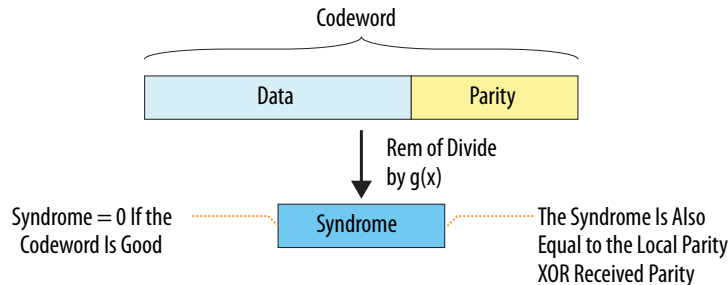 Codeword
Data
Parity
Rem of Divide
by g(x)
Syndrome = 0 If the
Codeword Is Good
Syndrome
The Syndrome Is Also
Equal to the Local Parity
XOR Received Parity